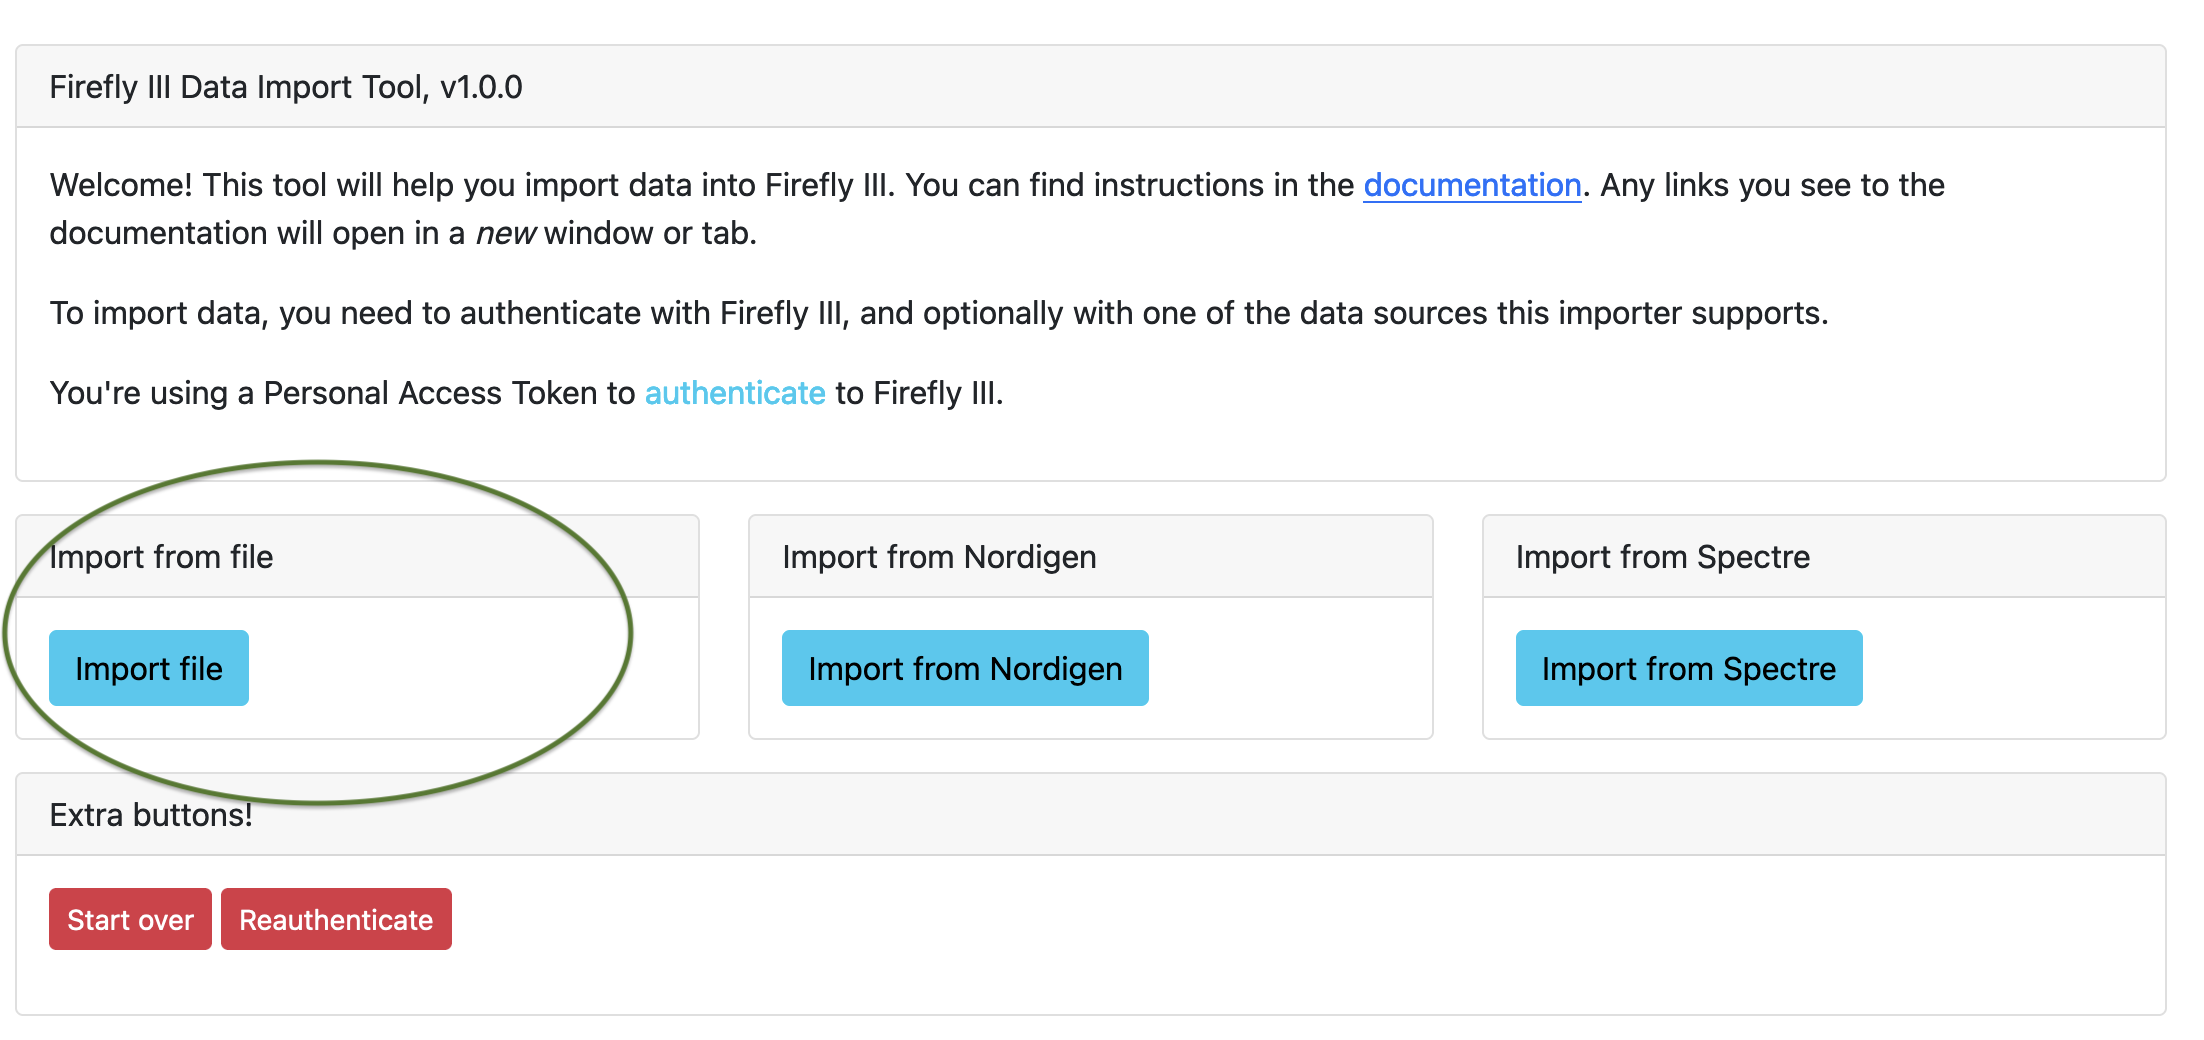 Firefly III Data Import Tool, v1.0.0
Welcome! This tool will help you import data into Firefly III. You can find instructions in the documentation. Any links you see to the
documentation will open in a new window or tab.
To import data, you need to authenticate with Firefly III, and optionally with one of the data sources this importer supports.
You're using a Personal Access Token to authenticate to Firefly III.
Import from file
Import file
Import from Nordigen
Import from Nordigen
Import from Spectre
Import from Spectre
Extra buttons!
Start over
Reauthenticate